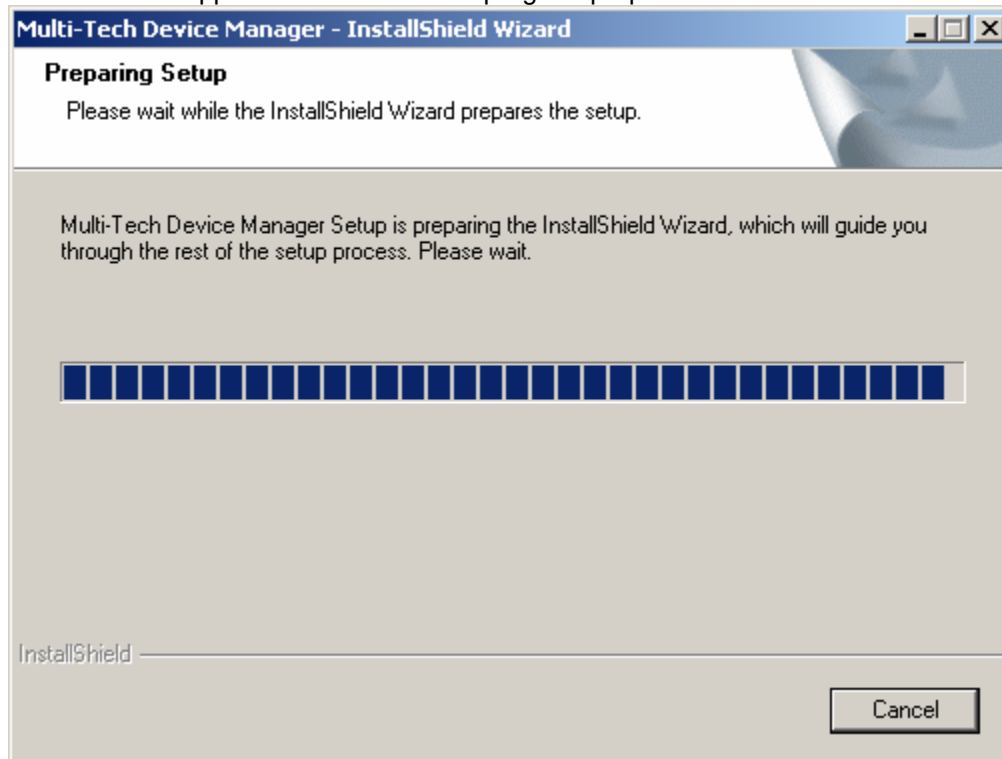 Multi-Tech Device Manager - InstallShield Wizard
Preparing Setup
Please wait while the InstallShield Wizard prepares the setup.
Multi-Tech Device Manager Setup is preparing the InstallShield Wizard, which will guide you
through the rest of the setup process. Please wait.
InstallShield
Cancel